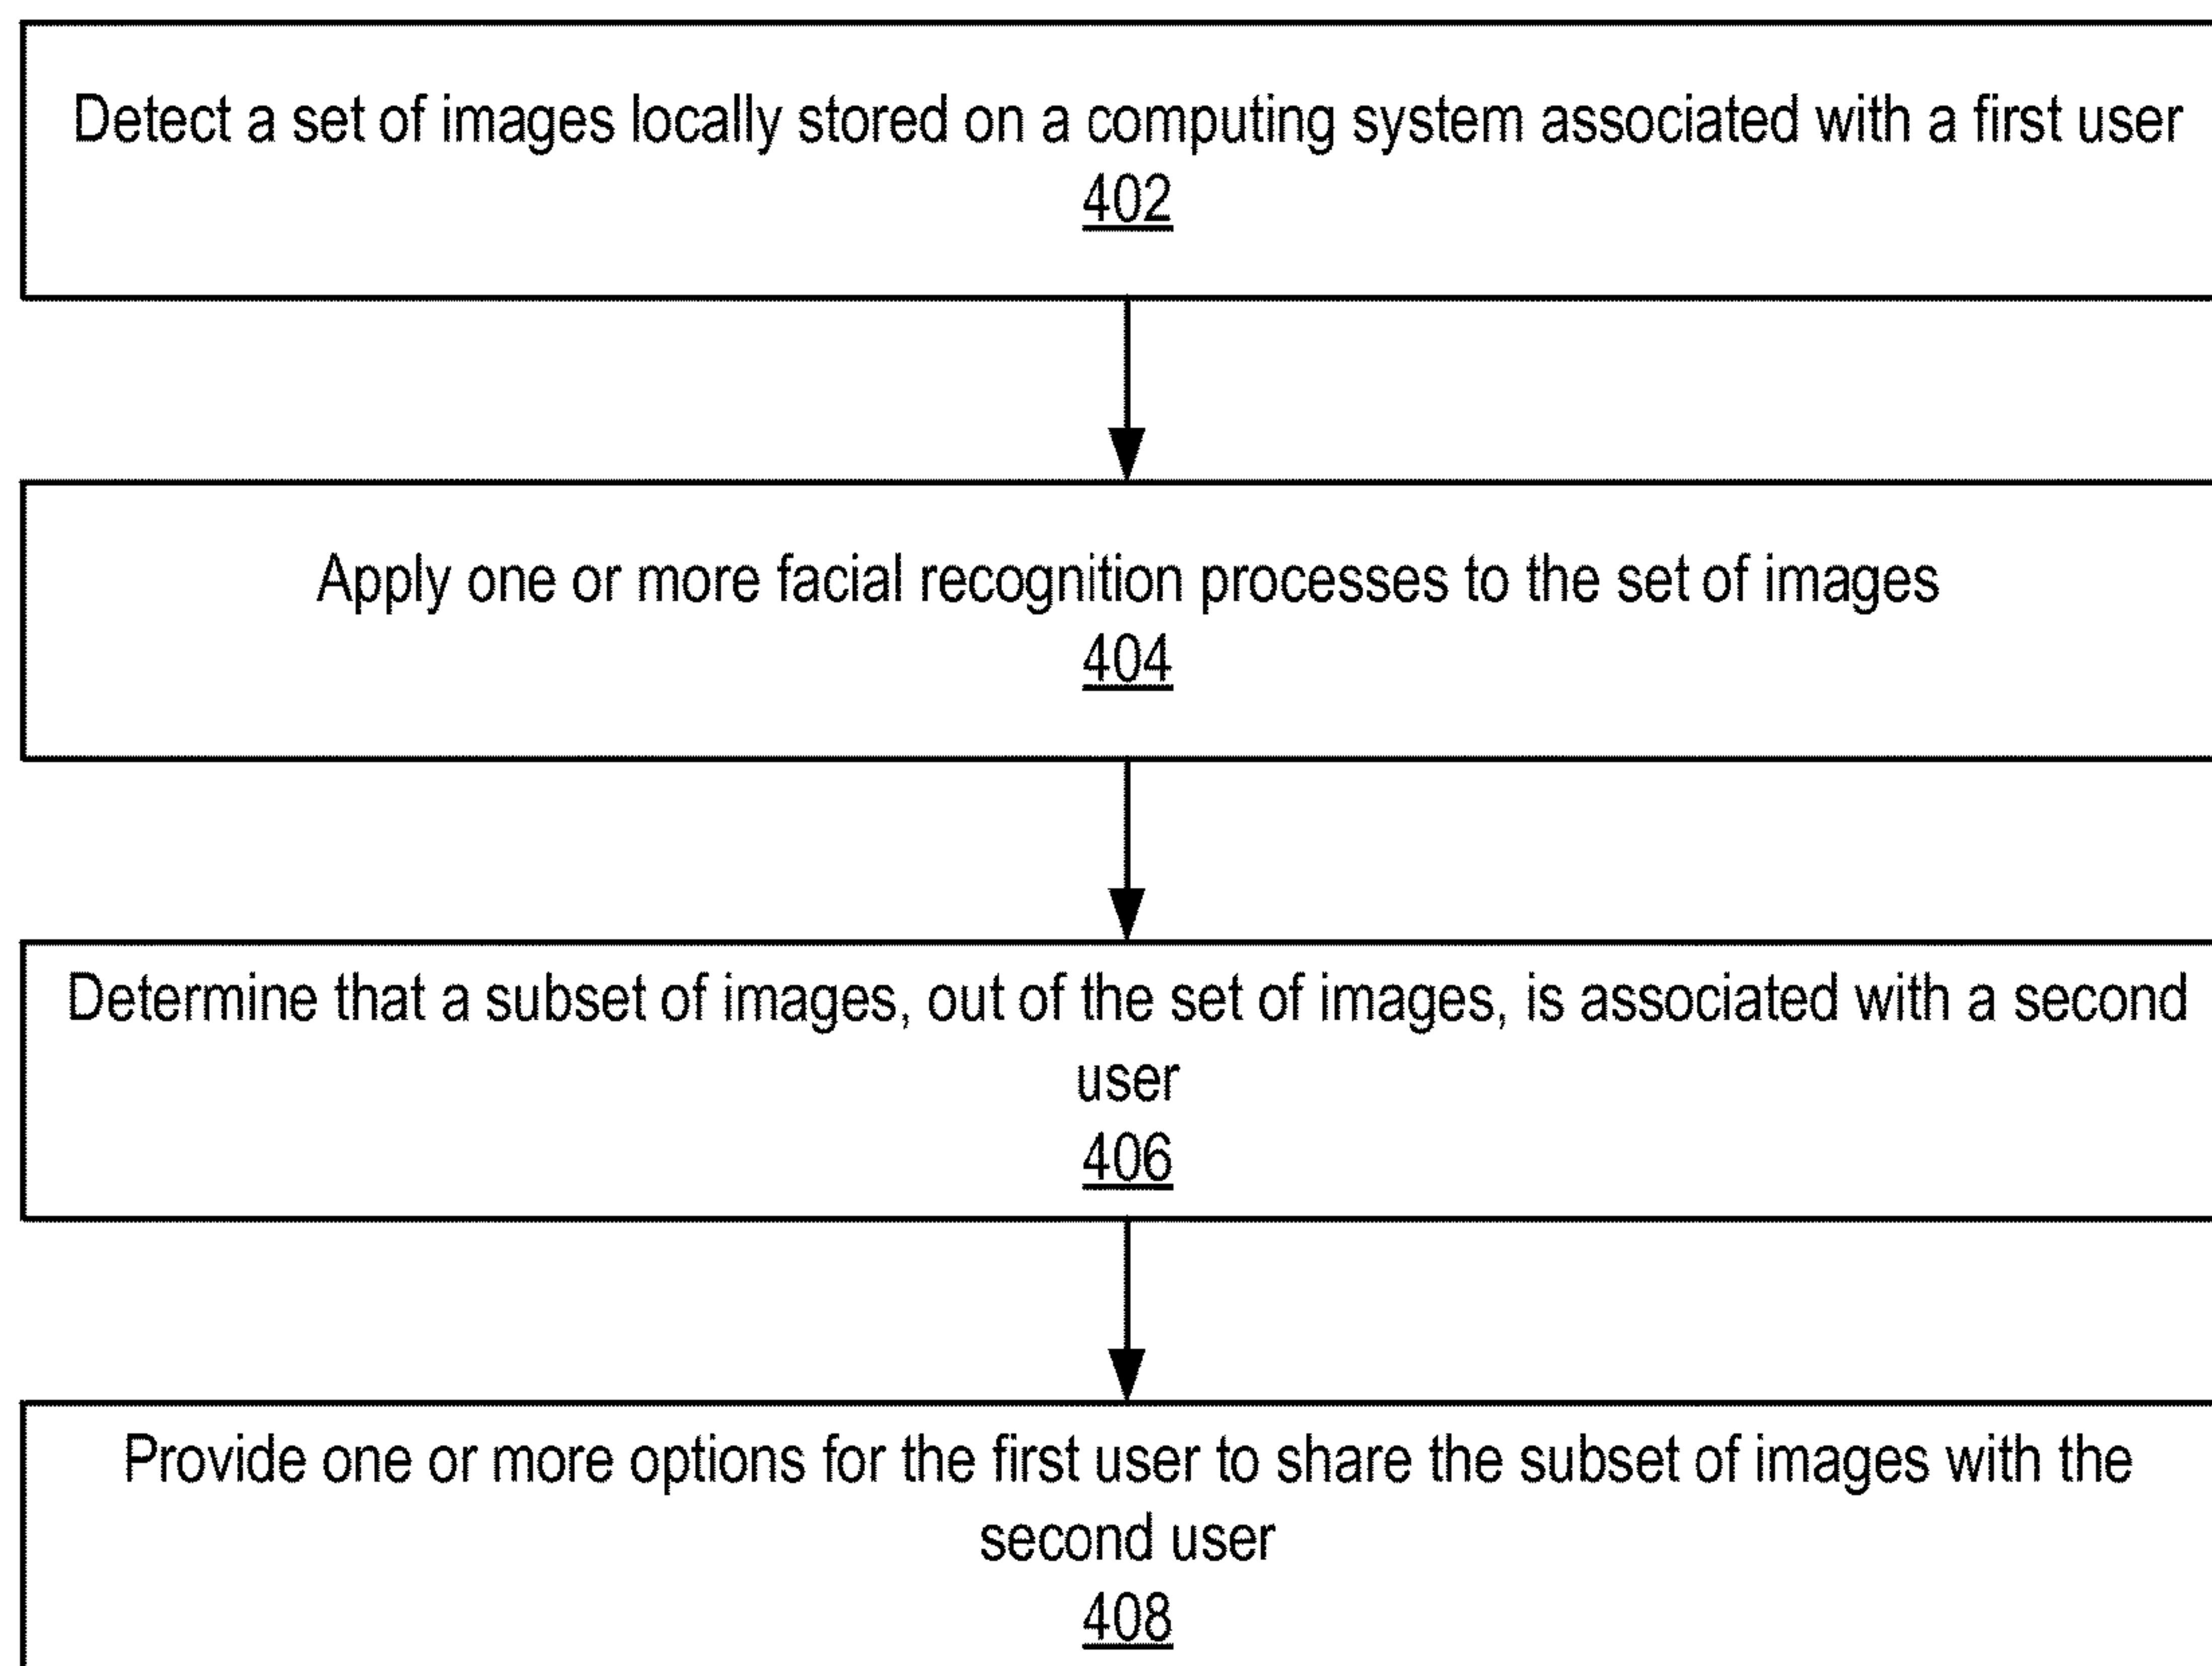 Detect a set of images locally stored on a computing system associated with a first user
402
Apply one or more facial recognition processes to the set of images
404
Determine that a subset of images, out of the set of images, is associated with a second
user
406
Provide one or more options for the first user to share the subset of images with the
second user
408